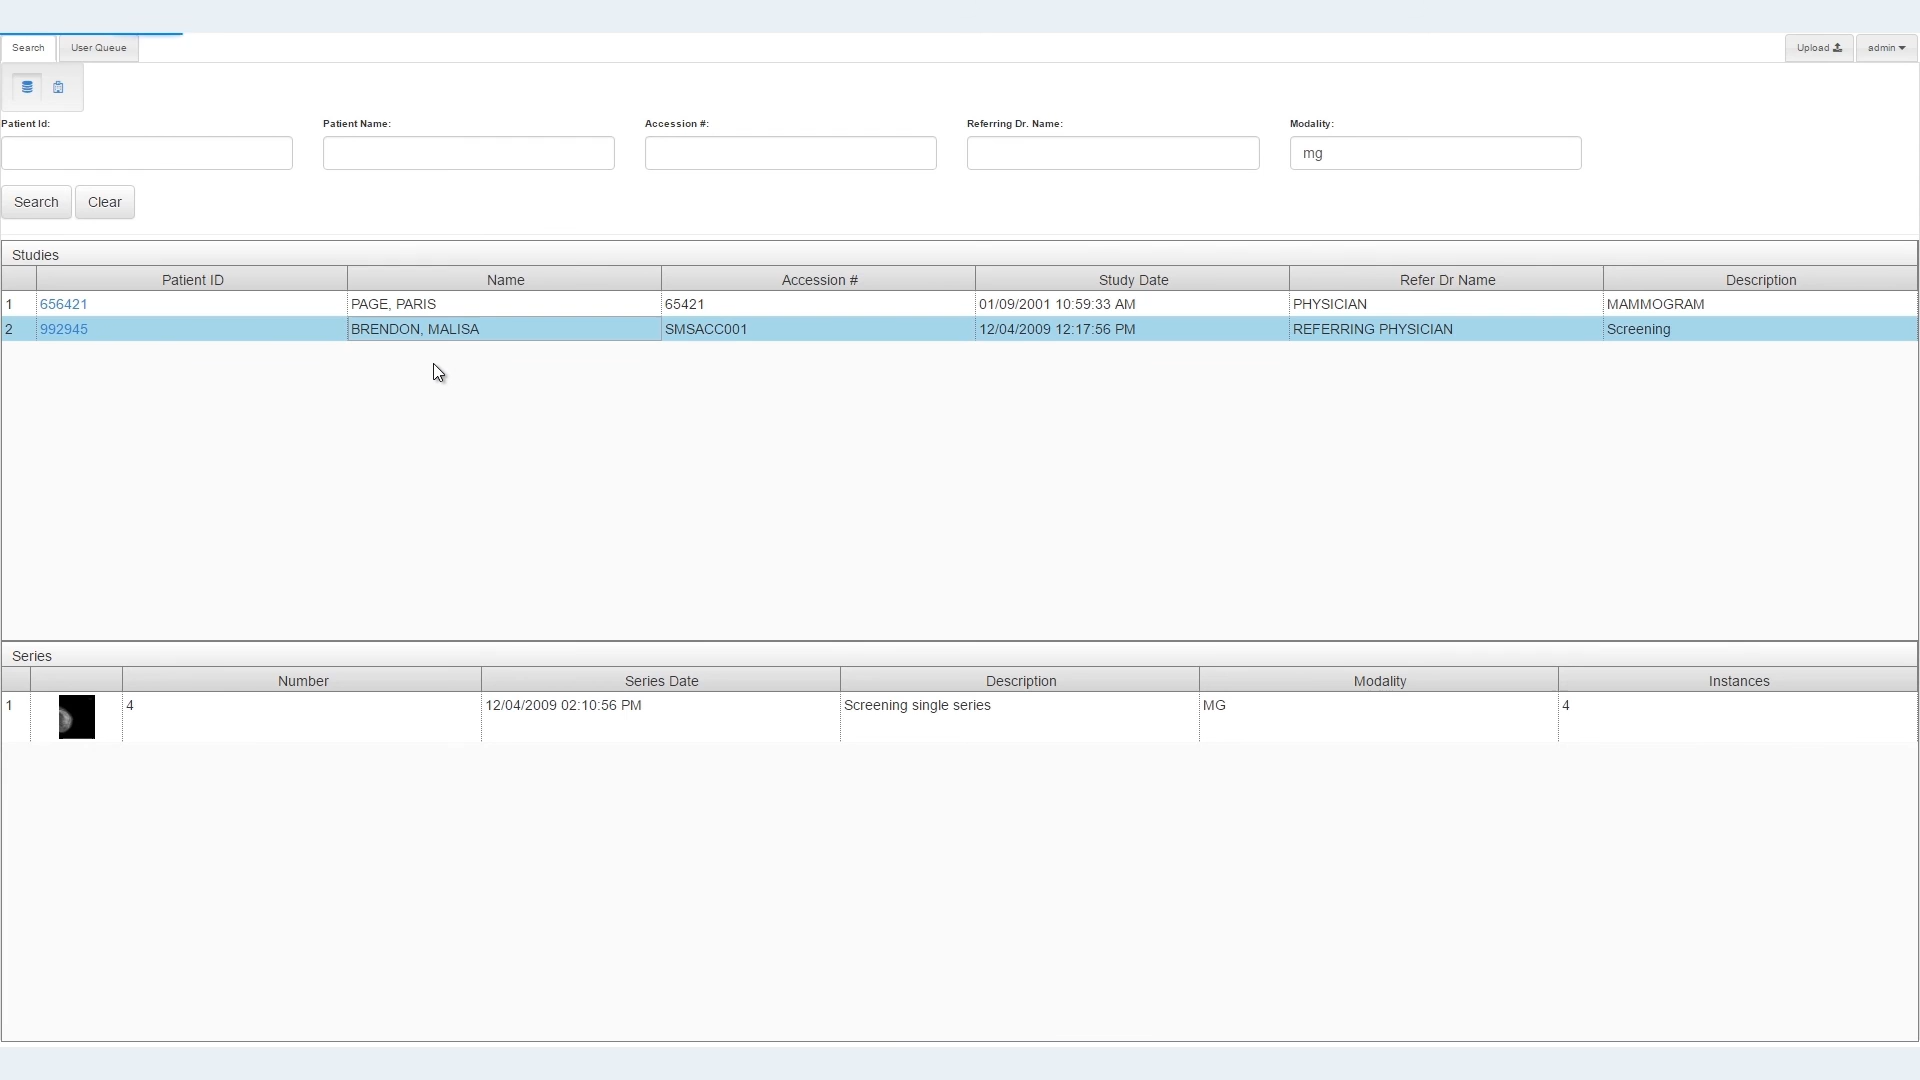 Search User Queue Upload admin
Patient Id: Patient Name: Accession #: Referring Dr. Name: Modality:
mg
Search Clear
Studies
Patient ID Name Accession # Study Date Refer Dr Name Description
1 656421 PAGE, PARIS 65421 01/09/2001 10:59:33 AM PHYSICIAN MAMMOGRAM
2 992945 BRENDON, MALISA SMSACC001 12/04/2009 12:17:56 PM REFERRING PHYSICIAN Screening
Series
Number Series Date Description Modality Instances
1 4 12/04/2009 02:10:56 PM Screening single series MG 4